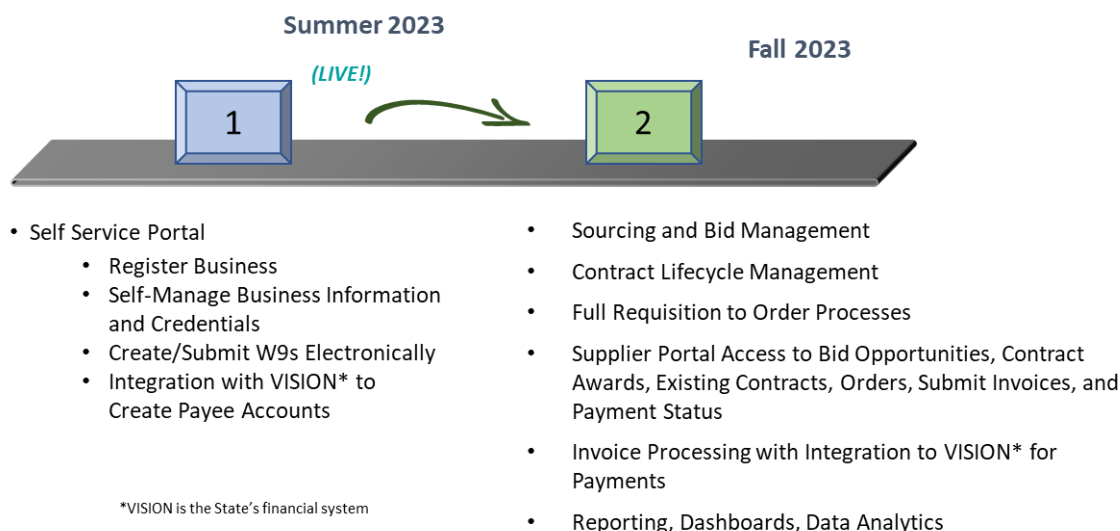 Summer 2023
(LIVE!)
Fall 2023
1
2
• Self Service Portal
• Register Business
• Self-Manage Business Information
and Credentials
• Create/Submit W9s Electronically
• Integration with VISION* to
Create Payee Accounts
*VISION is the State's financial system
• Sourcing and Bid Management
• Contract Lifecycle Management
• Full Requisition to Order Processes
• Supplier Portal Access to Bid Opportunities, Contract
Awards, Existing Contracts, Orders, Submit Invoices, and
Payment Status
• Invoice Processing with Integration to VISION* for
Payments
• Reporting, Dashboards, Data Analytics